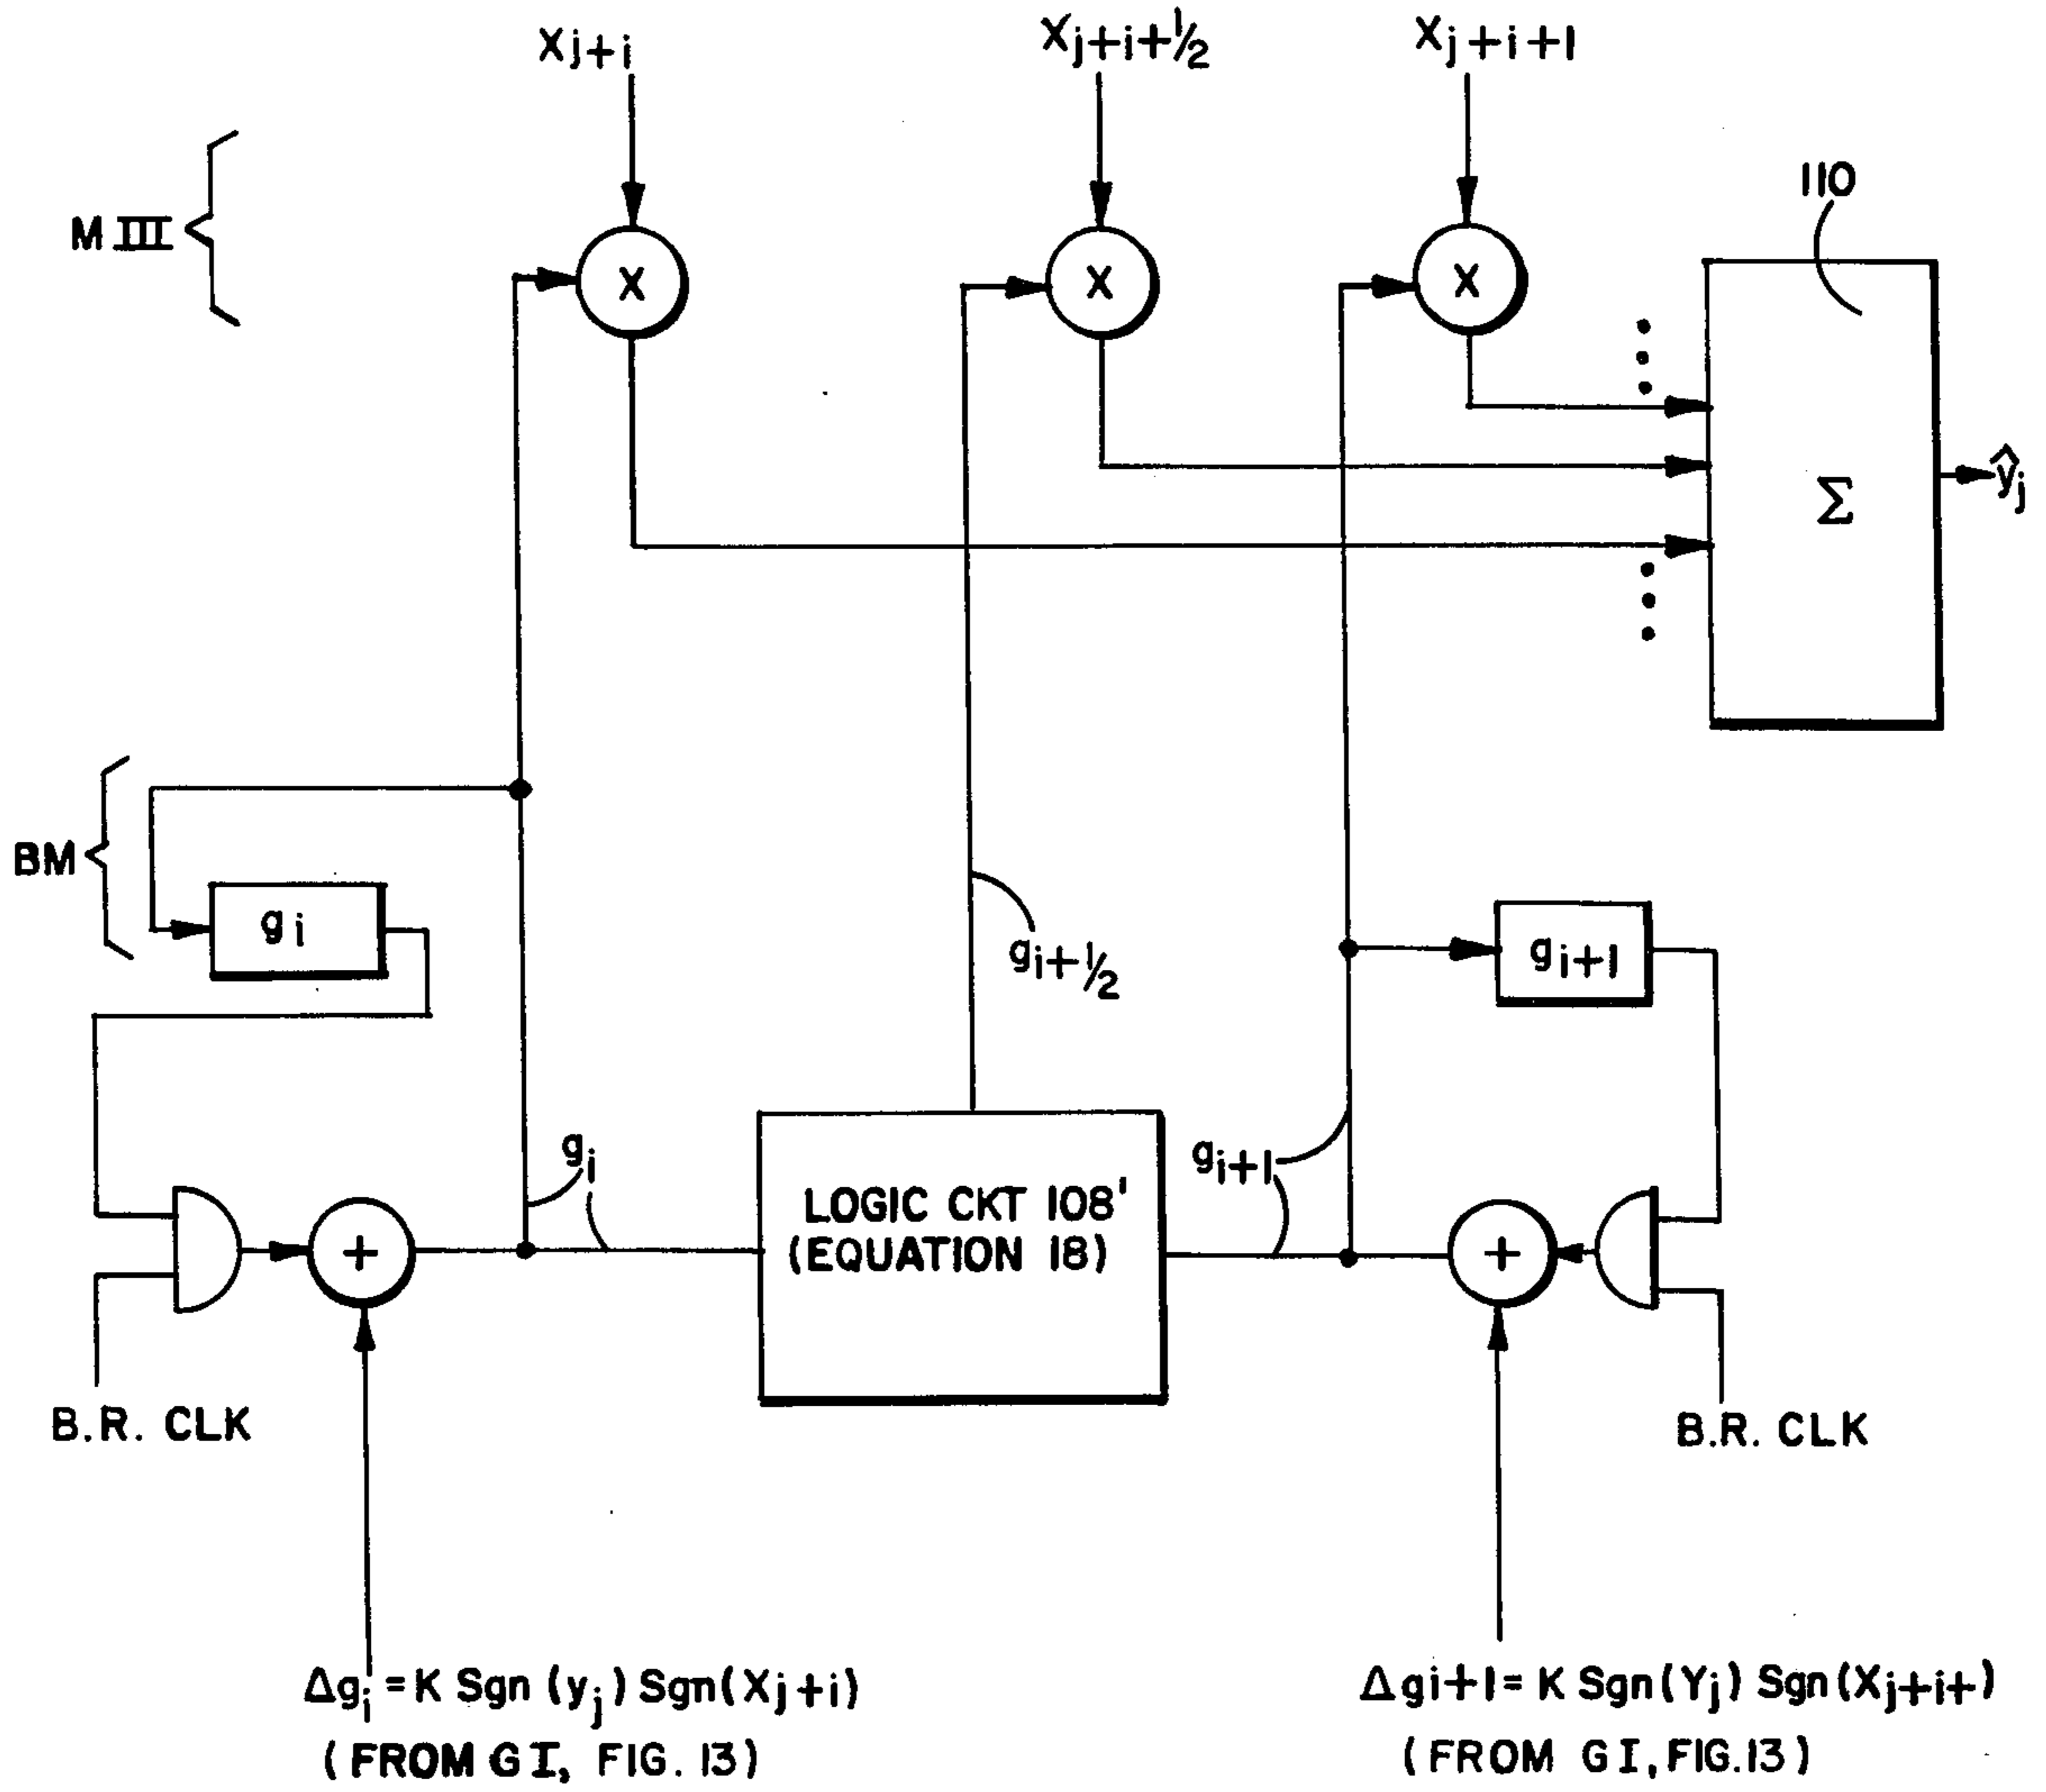 Xj+i
Xj+i+½
Xj+i+1
M III
X
X
X
110
Σ
ŷj
BM
gi
gi+½
gi+1
gi
gi+1
LOGIC CKT 108'
(EQUATION 18)
+
+
B.R. CLK
B.R. CLK
Δgi = K Sgn (yj) Sgn(Xj+i)
(FROM GI, FIG. 13)
Δgi+1= K Sgn(Yj) Sgn(Xj+i+)
(FROM GI, FIG.13)